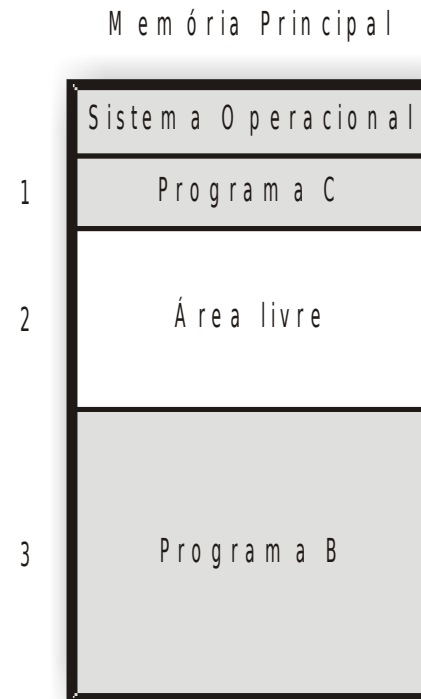 Memória Principal
Sistema Operacional
1 Programa C
2 Área livre
3 Programa B